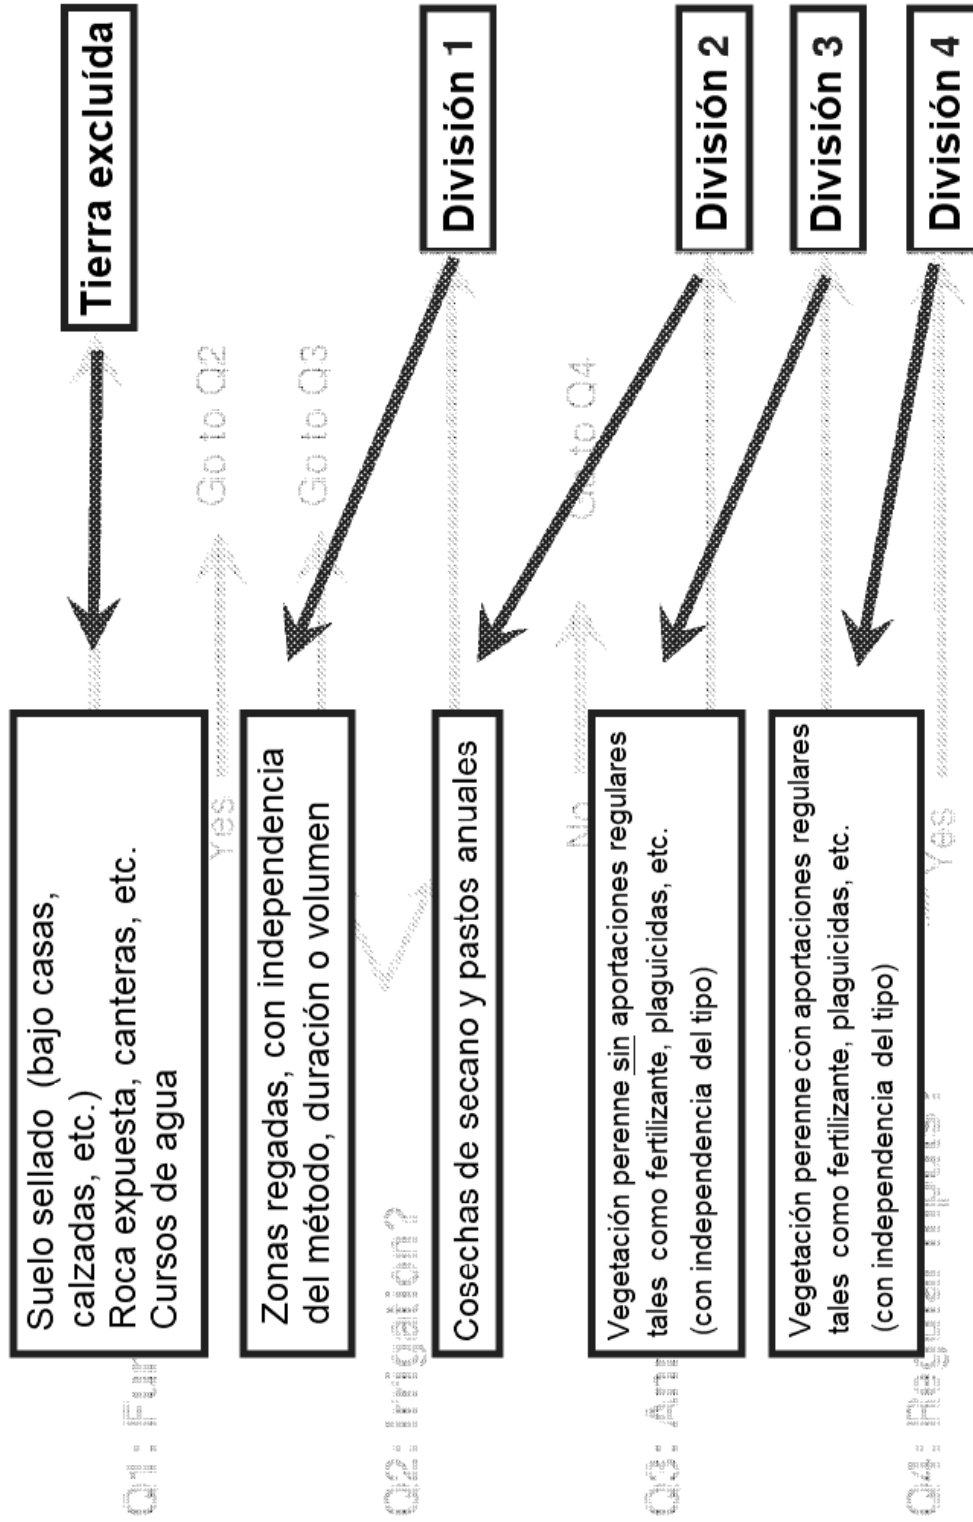 Tierra excluída
División 1
División 2
División 3
División 4
Go to Q2
Go to Q3
Go to Q4
Yes
No
Yes
Suelo sellado (bajo casas,
calzadas, etc.)
Roca expuesta, canteras, etc.
Cursos de agua
Zonas regadas, con independencia
del método, duración o volumen
Cosechas de secano y pastos anuales
Vegetación perenne sin aportaciones regulares
tales como fertilizante, plaguicidas, etc.
(con independencia del tipo)
Vegetación perenne con aportaciones regulares
tales como fertilizante, plaguicidas, etc.
(con independencia del tipo)
Q1-
Q2- Irrigation?
Q3-
Q4- Regular inputs?